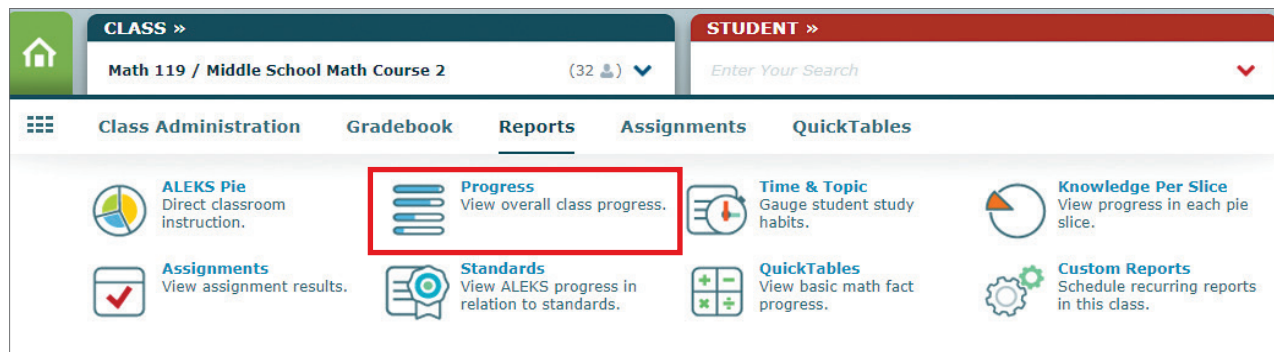 CLASS »
STUDENT »
Math 119 / Middle School Math Course 2 (32)
Enter Your Search
Class Administration Gradebook Reports Assignments QuickTables
ALEKS Pie
Direct classroom
instruction.
Progress
View overall class progress.
Time & Topic
Gauge student study
habits.
Knowledge Per Slice
View progress in each pie
slice.
Assignments
View assignment results.
Standards
View ALEKS progress in
relation to standards.
QuickTables
View basic math fact
progress.
Custom Reports
Schedule recurring reports
in this class.